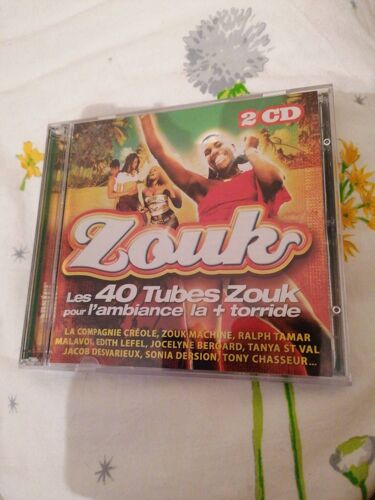 2 CD
Zouk
Les 40 Tubes Zouk
pour l'ambiance la + torride
LA COMPAGNIE CRÉOLE, ZOUK MACHINE, RALPH TAMAR
MALAVOI, EDITH LEFEL, JOCELYNE BEROARD, TANYA ST VAL
JACOB DESVARIEUX, SONIA DERSION, TONY CHASSEUR...